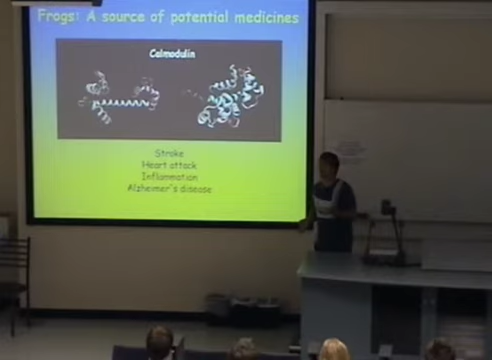 Frogs: A source of potential medicines
Calmodulin
Stroke
Heart attack
Inflammation
Alzheimer's disease